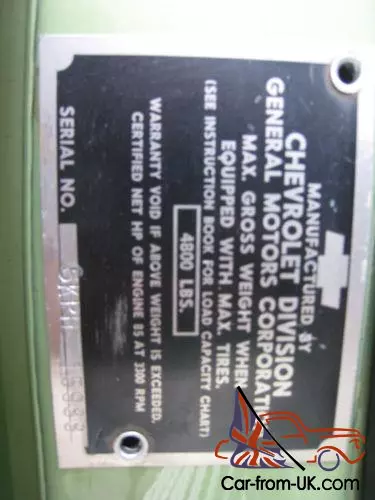 MANUFACTURED BY
CHEVROLET DIVISION
GENERAL MOTORS CORPORATI
MAX. GROSS WEIGHT WHEN
EQUIPPED WITH MAX. TIRES.
(SEE INSTRUCTION BOOK FOR LOAD CAPACITY CHART)
4800 LBS.
WARRANTY VOID IF ABOVE WEIGHT IS EXCEEDED.
CERTIFIED NET HP OF ENGINE 85 AT 3300 RPM
SERIAL NO.
Car-from-UK.com